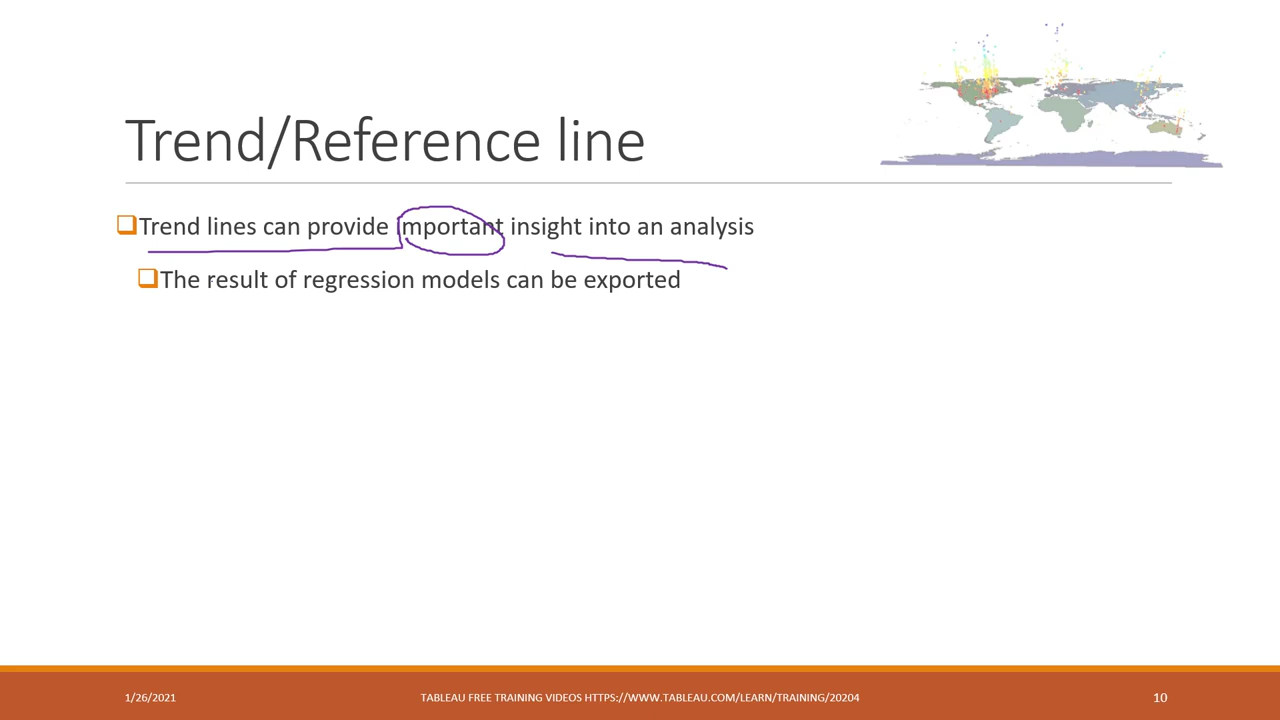 Trend/Reference line
Trend lines can provide important insight into an analysis
The result of regression models can be exported
1/26/2021
TABLEAU FREE TRAINING VIDEOS HTTPS://WWW.TABLEAU.COM/LEARN/TRAINING/20204
10